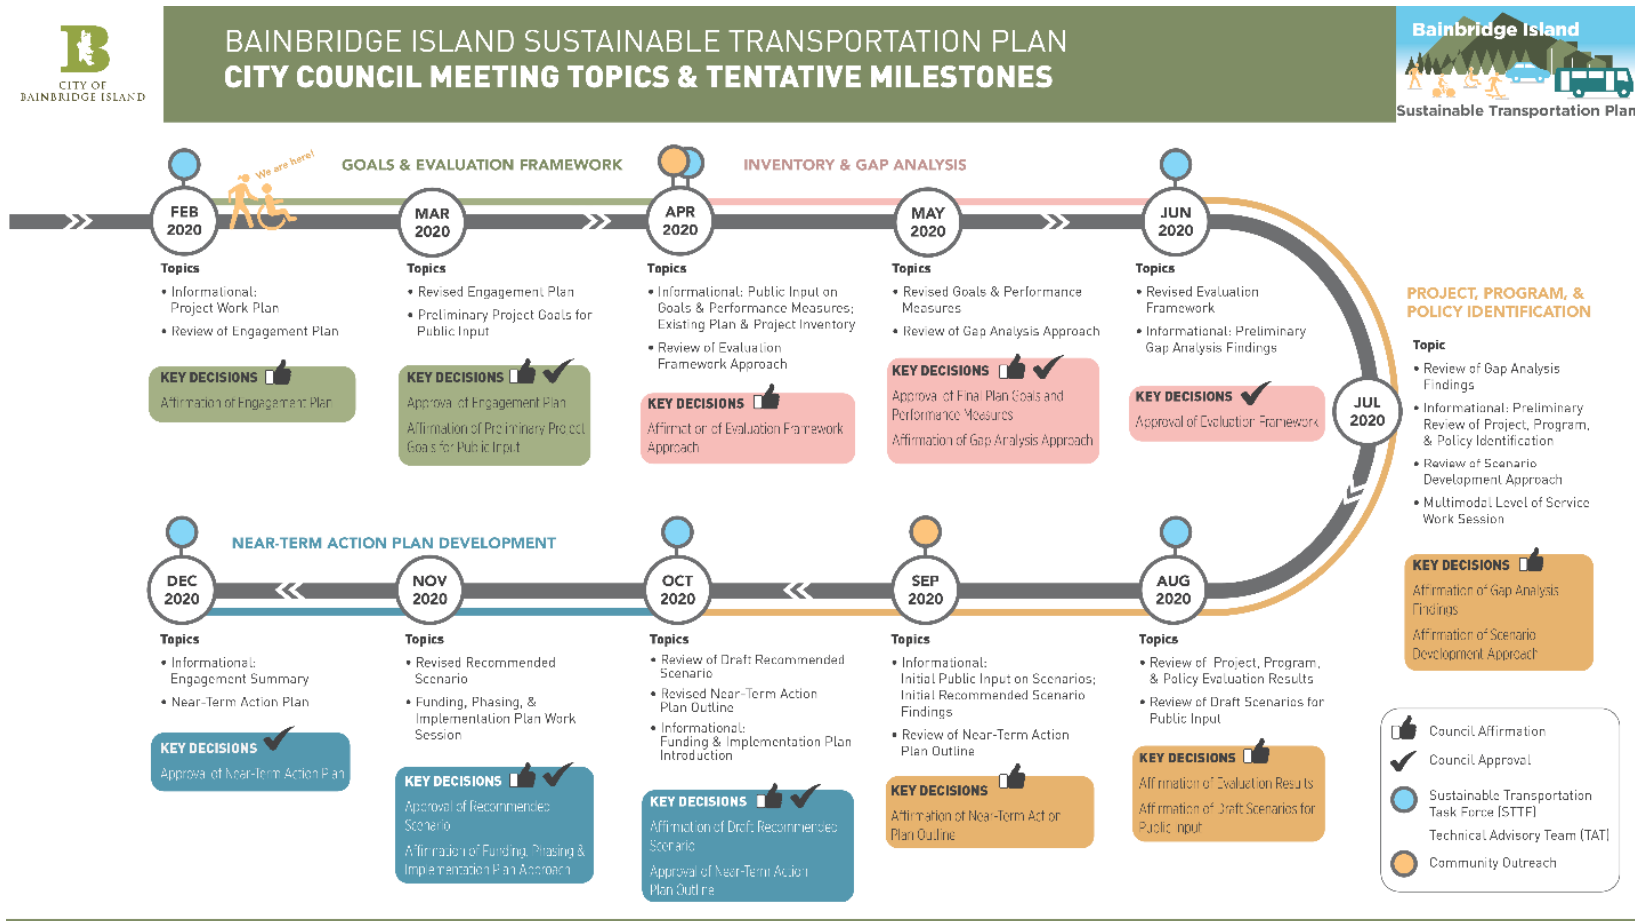 CITY OF
BAINBRIDGE ISLAND
BAINBRIDGE ISLAND SUSTAINABLE TRANSPORTATION PLAN
CITY COUNCIL MEETING TOPICS & TENTATIVE MILESTONES
Bainbridge Island
Sustainable Transportation Plan
We are here!
GOALS & EVALUATION FRAMEWORK
INVENTORY & GAP ANALYSIS
FEB
2020
Topics
• Informational:
Project Work Plan
• Review of Engagement Plan
KEY DECISIONS
Affirmation of Engagement Plan
MAR
2020
Topics
• Revised Engagement Plan
• Preliminary Project Goals for
Public Input
KEY DECISIONS
Approval of Engagement Plan
Affirmation of Preliminary Project
Goals for Public Input
APR
2020
Topics
• Informational: Public Input on
Goals & Performance Measures;
Existing Plan & Project Inventory
• Review of Evaluation
Framework Approach
KEY DECISIONS
Affirmation of Evaluation Framework
Approach
MAY
2020
Topics
• Revised Goals & Performance
Measures
• Review of Gap Analysis Approach
KEY DECISIONS
Approval of Final Plan Goals and
Performance Measures
Affirmation of Gap Analysis Approach
JUN
2020
Topics
• Revised Evaluation
Framework
• Informational: Preliminary
Gap Analysis Findings
KEY DECISIONS
Approval of Evaluation Framework
PROJECT, PROGRAM, &
POLICY IDENTIFICATION
JUL
2020
Topic
• Review of Gap Analysis
Findings
• Informational: Preliminary
Review of Project, Program,
& Policy Identification
• Review of Scenario
Development Approach
• Multimodal Level of Service
Work Session
KEY DECISIONS
Affirmation of Gap Analysis
Findings
Affirmation of Scenario
Development Approach
NEAR-TERM ACTION PLAN DEVELOPMENT
DEC
2020
Topics
• Informational:
Engagement Summary
• Near-Term Action Plan
KEY DECISIONS
Approval of Near-Term Action Plan
NOV
2020
Topics
• Revised Recommended
Scenario
• Funding, Phasing, &
Implementation Plan Work
Session
KEY DECISIONS
Approval of Recommended
Scenario
Affirmation of Funding, Phasing &
Implementation Plan Approach
OCT
2020
Topics
• Review of Draft Recommended
Scenario
• Revised Near-Term Action
Plan Outline
• Informational:
Funding & Implementation Plan
Introduction
KEY DECISIONS
Affirmation of Draft Recommended
Scenario
Approval of Near-Term Action
Plan Outline
SEP
2020
Topics
• Informational:
Initial Public Input on Scenarios;
Initial Recommended Scenario
Findings
• Review of Near-Term Action
Plan Outline
KEY DECISIONS
Affirmation of Near-Term Action
Plan Outline
AUG
2020
Topics
• Review of Project, Program,
& Policy Evaluation Results
• Review of Draft Scenarios for
Public Input
KEY DECISIONS
Affirmation of Evaluation Results
Affirmation of Draft Scenarios for
Public Input
Council Affirmation
Council Approval
Sustainable Transportation
Task Force (STTF)
Technical Advisory Team (TAT)
Community Outreach